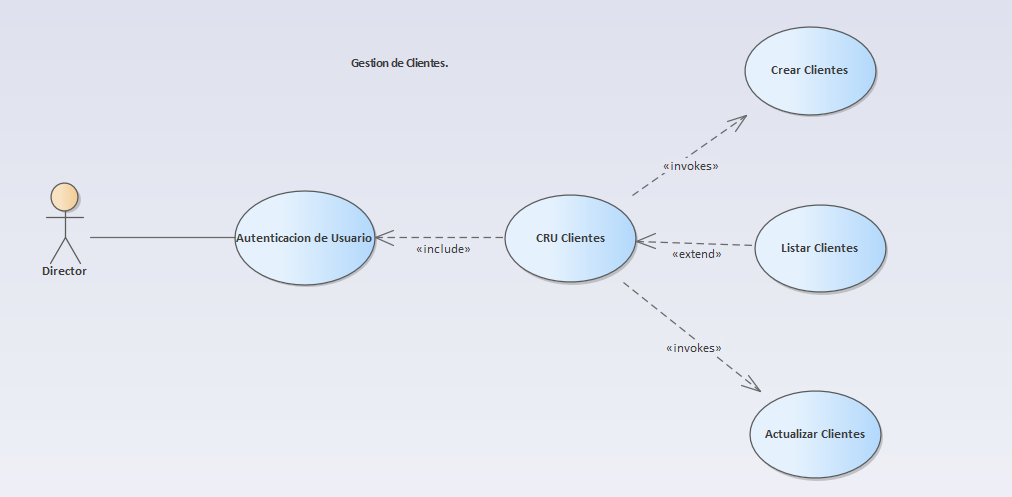 Gestion de Clientes.
Crear Clientes
«invokes»
Director
Autenticacion de Usuario
«include»
CRU Clientes
«extend»
Listar Clientes
«invokes»
Actualizar Clientes